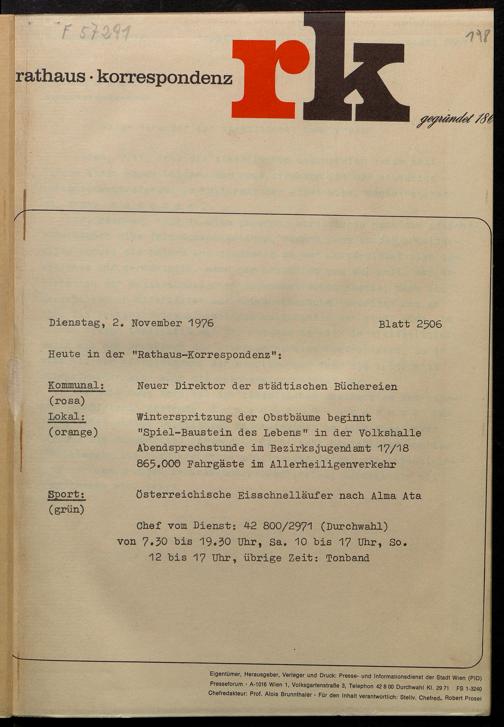 F 57291
198
rathaus · korrespondenz
rk
gegründet
Dienstag, 2. November 1976 Blatt 2506
Heute in der "Rathaus-Korrespondenz":
Kommunal: Neuer Direktor der städtischen Büchereien
(rosa)
Lokal: Winterspritzung der Obstbäume beginnt
(orange) "Spiel-Baustein des Lebens" in der Volkshalle
Abendsprechstunde im Bezirksjugendamt 17/18
865.000 Fahrgäste im Allerheiligenverkehr
Sport: Österreichische Eisschnelläufer nach Alma Ata
(grün)
Chef vom Dienst: 42 800/2971 (Durchwahl)
von 7.30 bis 19.30 Uhr, Sa. 10 bis 17 Uhr, So.
12 bis 17 Uhr, übrige Zeit: Tonband
Eigentümer, Herausgeber, Verleger und Druck: Presse- und Informationsdienst der Stadt Wien (PID)
Presseforum · A-1016 Wien 1, Volksgartenstraße 3, Telephon 42 8 00 Durchwahl Kl. 29 71 FS 1-3240
Chefredakteur: Prof. Alois Brunnthaler · Für den Inhalt verantwortlich: Stellv. Chefred. Robert Prosel